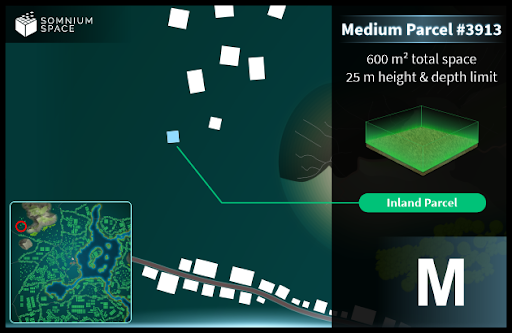 SOMNIUM
SPACE
Medium Parcel #3913
600 m² total space
25 m height & depth limit
Inland Parcel
M